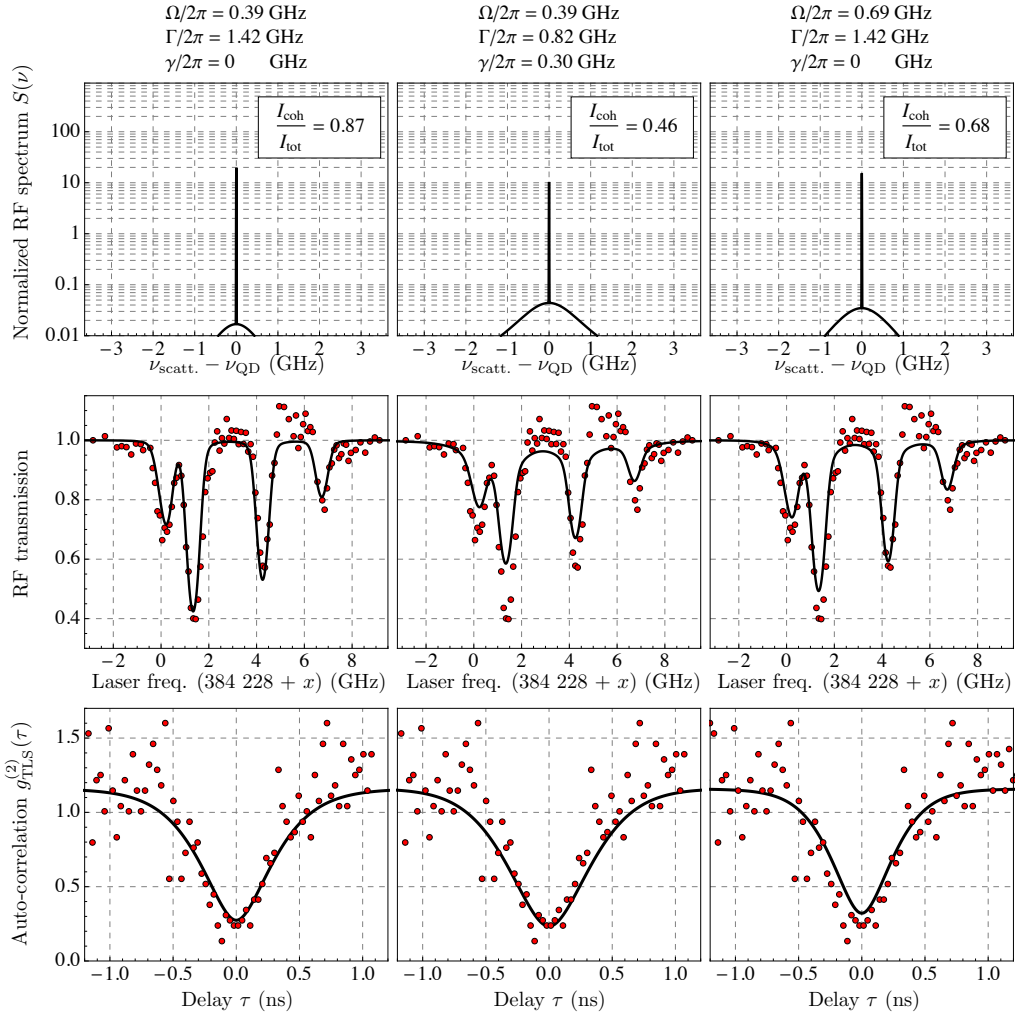 Ω/2π = 0.39 GHz
Γ/2π = 1.42 GHz
γ/2π = 0 GHz
Ω/2π = 0.39 GHz
Γ/2π = 0.82 GHz
γ/2π = 0.30 GHz
Ω/2π = 0.69 GHz
Γ/2π = 1.42 GHz
γ/2π = 0 GHz
Normalized RF spectrum S(ν)
100
10
1
0.1
0.01
I_coh/I_tot = 0.87
I_coh/I_tot = 0.46
I_coh/I_tot = 0.68
−3 −2 −1 0 1 2 3
−3 −2 −1 0 1 2 3
−3 −2 −1 0 1 2 3
ν_scatt. − ν_QD (GHz)
ν_scatt. − ν_QD (GHz)
ν_scatt. − ν_QD (GHz)
RF transmission
1.0
0.8
0.6
0.4
−2 0 2 4 6 8
−2 0 2 4 6 8
−2 0 2 4 6 8
Laser freq. (384 228 + x) (GHz)
Laser freq. (384 228 + x) (GHz)
Laser freq. (384 228 + x) (GHz)
Auto-correlation g_TLS^(2)(τ)
1.5
1.0
0.5
0.0
−1.0 −0.5 0.0 0.5 1.0
−1.0 −0.5 0.0 0.5 1.0
−1.0 −0.5 0.0 0.5 1.0
Delay τ (ns)
Delay τ (ns)
Delay τ (ns)